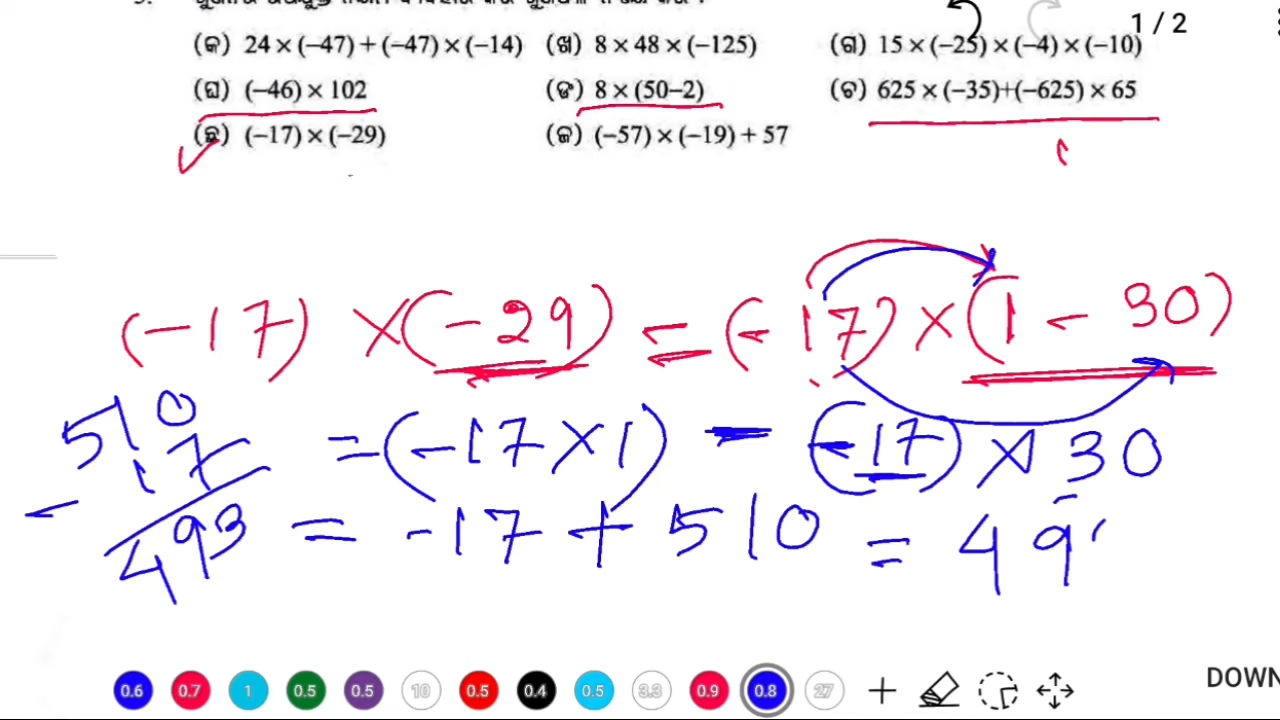 1 / 2
(କ) 24 × (–47) + (–47) × (–14) (ଖ) 8 × 48 × (–125) (ଗ) 15 × (–25) × (–4) × (–10)
(ଘ) (–46) × 102 (ଙ) 8 × (50–2) (ଚ) 625 × (–35)+(–625) × 65
(ଛ) (–17) × (–29) (ଜ) (–57) × (–19) + 57
(-17) × (-29) = (-17) × (1 - 30)
510
17
-
493
= (-17 × 1) - (-17) × 30
= -17 + 510 = 49
0.6 0.7 1 0.5 0.5 10 0.5 0.4 0.5 3.3 0.9 0.8 27
DOWN